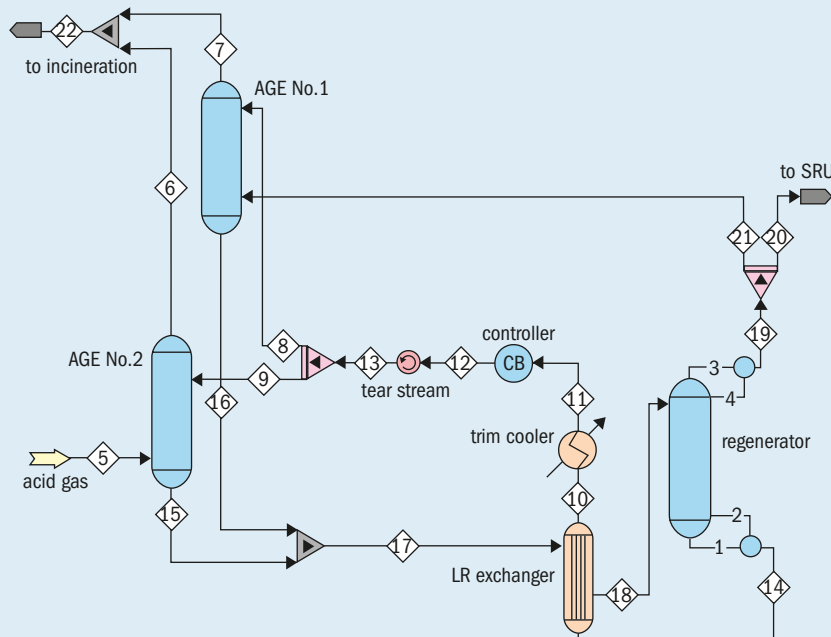 22
7
to incineration
AGE No.1
6
to SRU
21
20
8
controller
19
AGE No.2
13
12
CB
3
9
tear stream
4
16
11
trim cooler
regenerator
5
acid gas
10
2
15
17
1
LR exchanger
18
14